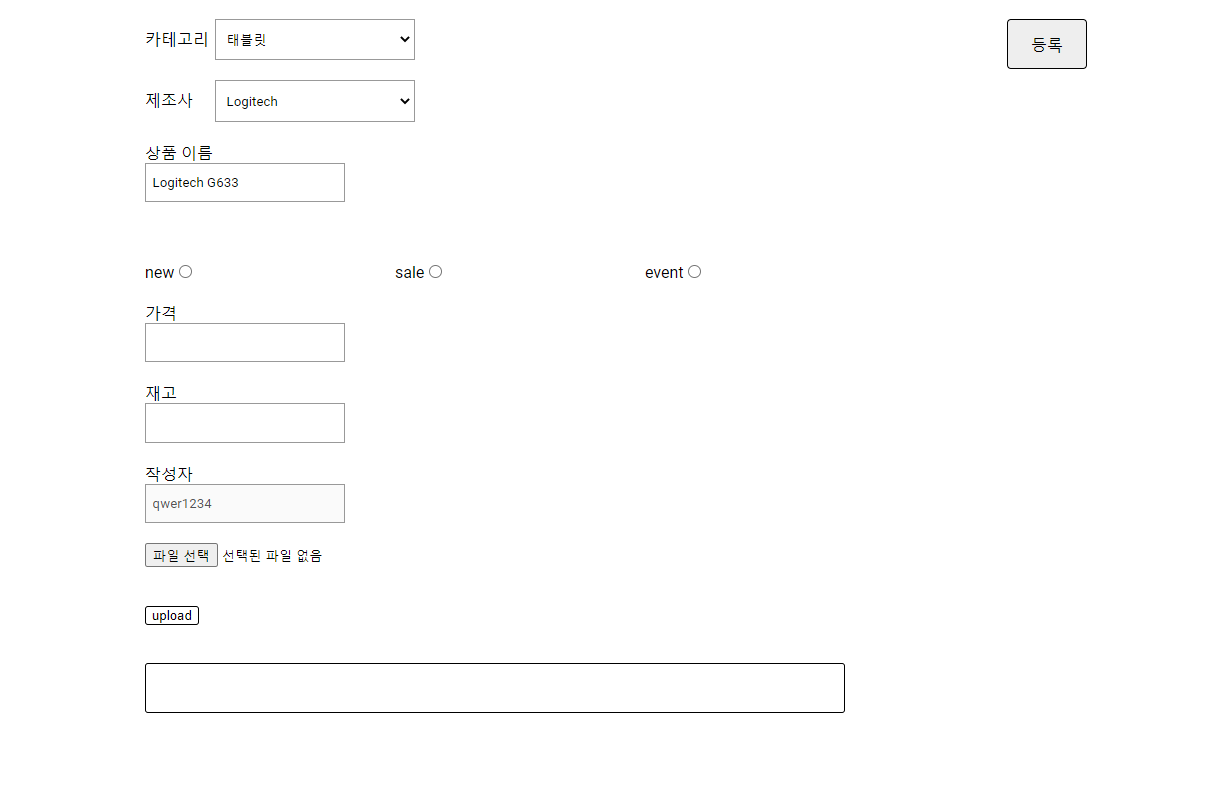 카테고리 태블릿 등록
제조사 Logitech
상품 이름
Logitech G633
new sale event
가격
재고
작성자
qwer1234
파일 선택 선택된 파일 없음
upload